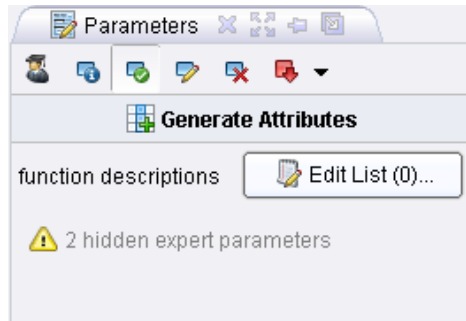 Parameters
Generate Attributes
function descriptions Edit List (0)...
2 hidden expert parameters